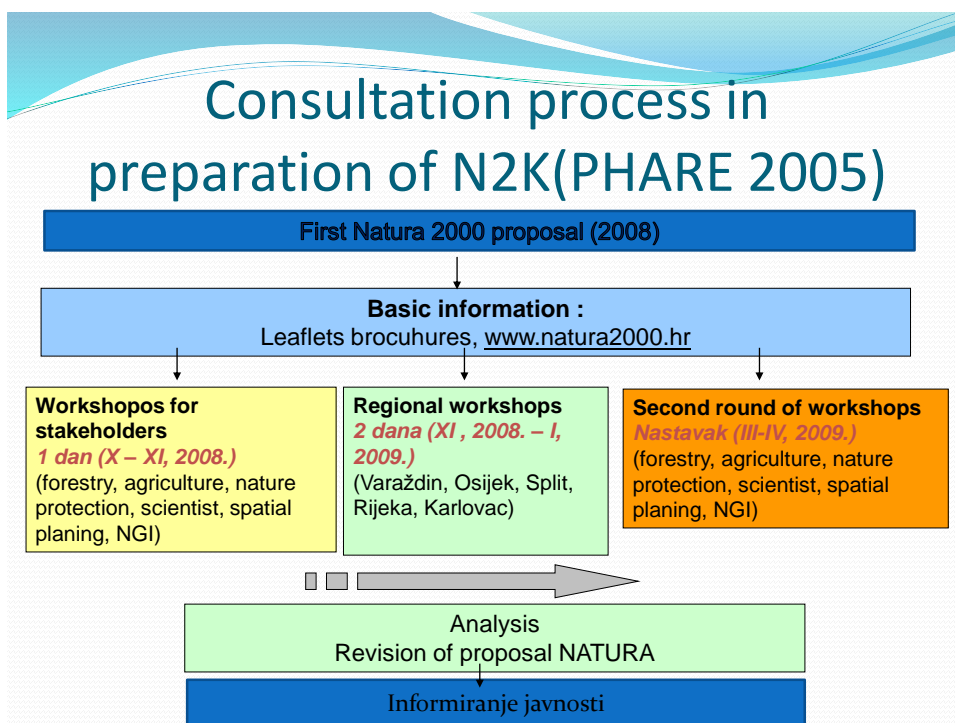 Consultation process in
preparation of N2K(PHARE 2005)
First Natura 2000 proposal (2008)
Basic information :
Leaflets brocuhures, www.natura2000.hr
Workshopos for
stakeholders
1 dan (X – XI, 2008.)
(forestry, agriculture, nature
protection, scientist, spatial
planing, NGI)
Regional workshops
2 dana (XI , 2008. – I,
2009.)
(Varaždin, Osijek, Split,
Rijeka, Karlovac)
Second round of workshops
Nastavak (III-IV, 2009.)
(forestry, agriculture, nature
protection, scientist, spatial
planing, NGI)
Analysis
Revision of proposal NATURA
Informiranje javnosti